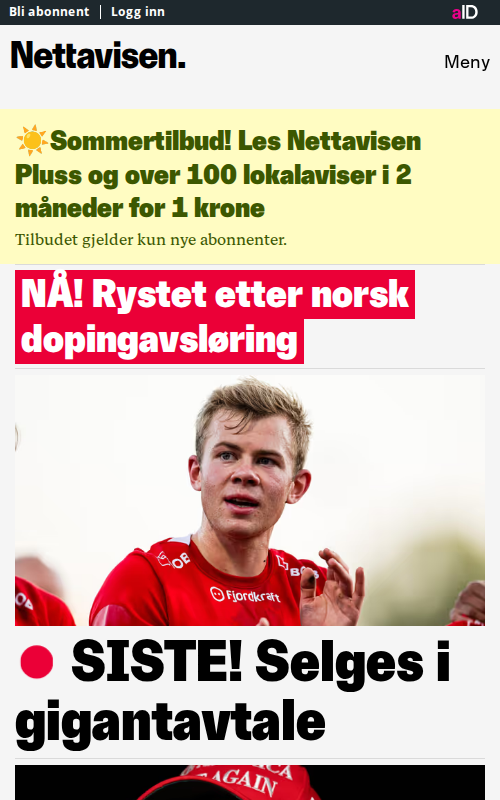 Bli abonnent | Logg inn
aID
Nettavisen.
Meny
☀️Sommertilbud! Les Nettavisen
Pluss og over 100 lokalaviser i 2
måneder for 1 krone
Tilbudet gjelder kun nye abonnenter.
NÅ! Rystet etter norsk
dopingavsløring
Fjordkraft
SISTE! Selges i
gigantavtale
AGAIN